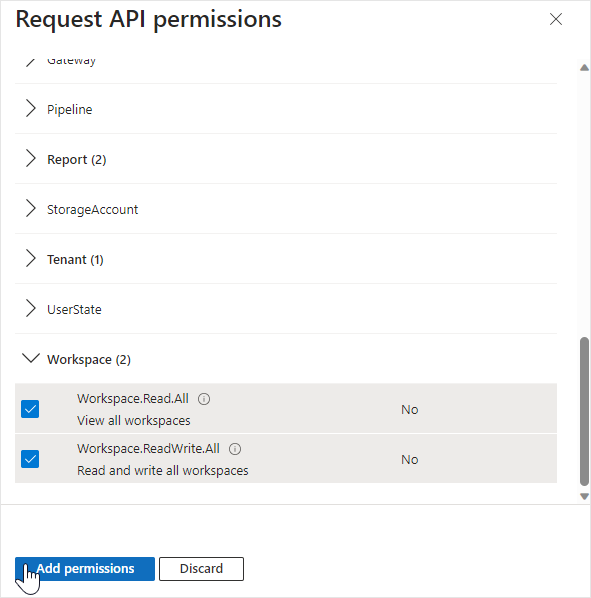 Request API permissions
Gateway
Pipeline
Report (2)
StorageAccount
Tenant (1)
UserState
Workspace (2)
Workspace.Read.All
View all workspaces
No
Workspace.ReadWrite.All
Read and write all workspaces
No
Add permissions
Discard